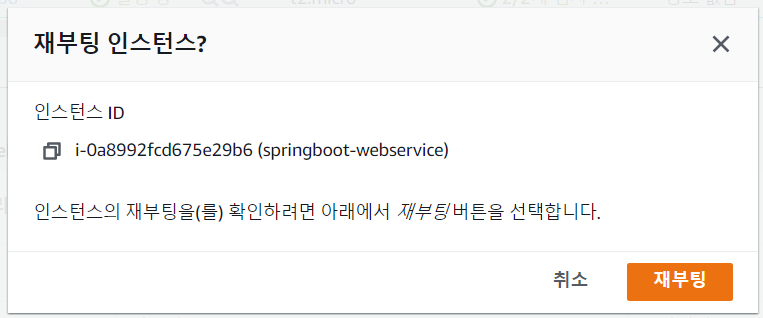 t2.micro
재부팅 인스턴스?
인스턴스 ID
i-0a8992fcd675e29b6 (springboot-webservice)
인스턴스의 재부팅을(를) 확인하려면 아래에서 재부팅 버튼을 선택합니다.
취소
재부팅